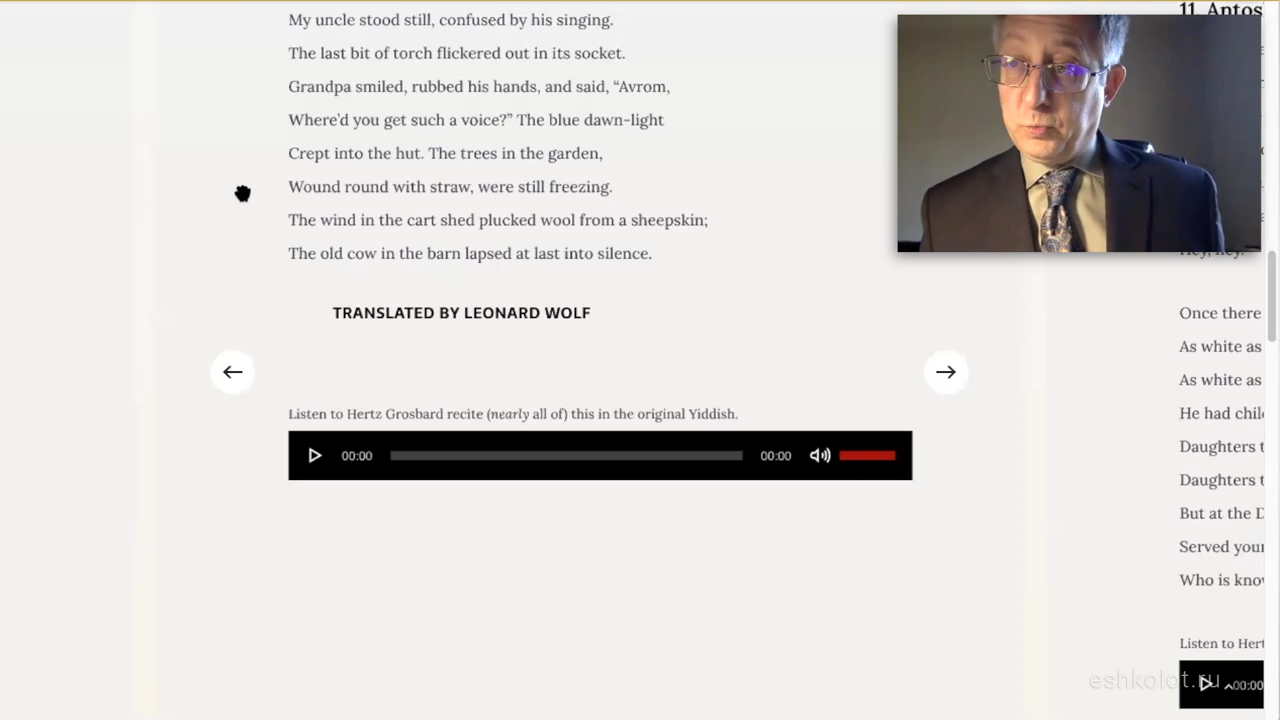 My uncle stood still, confused by his singing.
The last bit of torch flickered out in its socket.
Grandpa smiled, rubbed his hands, and said, “Avrom,
Where’d you get such a voice?” The blue dawn-light
Crept into the hut. The trees in the garden,
Wound round with straw, were still freezing.
The wind in the cart shed plucked wool from a sheepskin;
The old cow in the barn lapsed at last into silence.
TRANSLATED BY LEONARD WOLF
Listen to Hertz Grosbard recite (nearly all of) this in the original Yiddish.
00:00
00:00
11. Antos
Hey, hey.
Once there
As white as
As white as
He had chil
Daughters t
Daughters t
But at the D
Served your
Who is know
Listen to Hert
00:00
eshkolot.ru